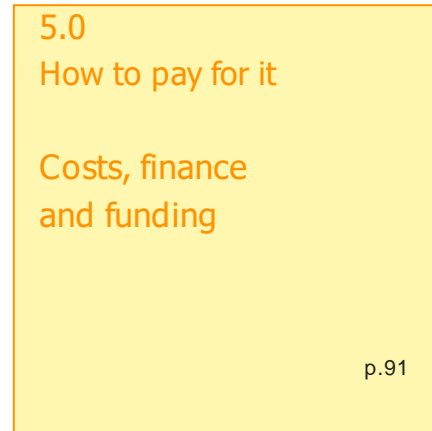 5.0
How to pay for it
Costs, finance
and funding
p.91